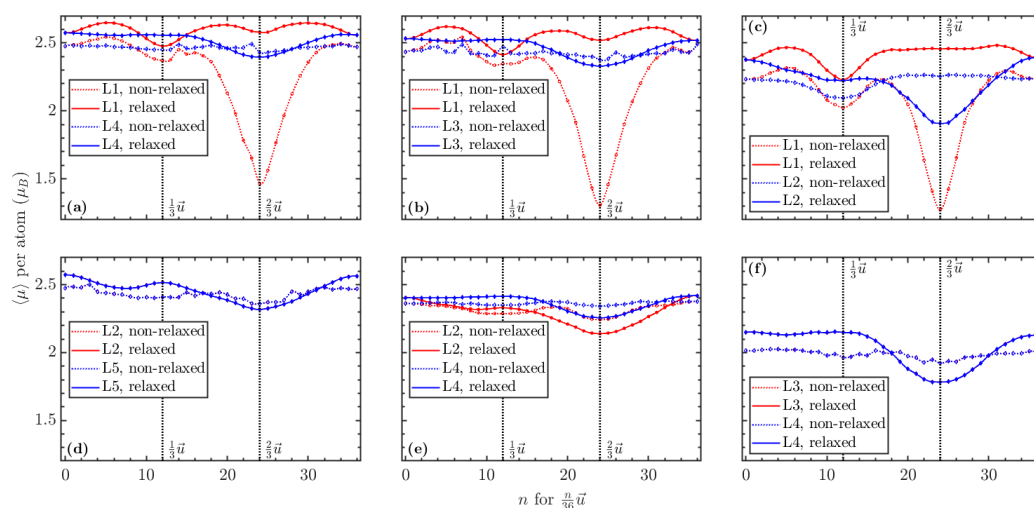 2.5
2
1.5
L1, non-relaxed
L1, relaxed
L4, non-relaxed
L4, relaxed
(a)
1/3 u⃗
2/3 u⃗
L1, non-relaxed
L1, relaxed
L3, non-relaxed
L3, relaxed
(b)
1/3 u⃗
2/3 u⃗
(c)
1/3 u⃗
2/3 u⃗
L1, non-relaxed
L1, relaxed
L2, non-relaxed
L2, relaxed
⟨μ⟩ per atom (μ_B)
2.5
2
1.5
L2, non-relaxed
L2, relaxed
L5, non-relaxed
L5, relaxed
(d)
1/3 u⃗
2/3 u⃗
0 10 20 30
L2, non-relaxed
L2, relaxed
L4, non-relaxed
L4, relaxed
(e)
1/3 u⃗
2/3 u⃗
0 10 20 30
(f)
1/3 u⃗
2/3 u⃗
L3, non-relaxed
L3, relaxed
L4, non-relaxed
L4, relaxed
0 10 20 30
n for n/36 u⃗